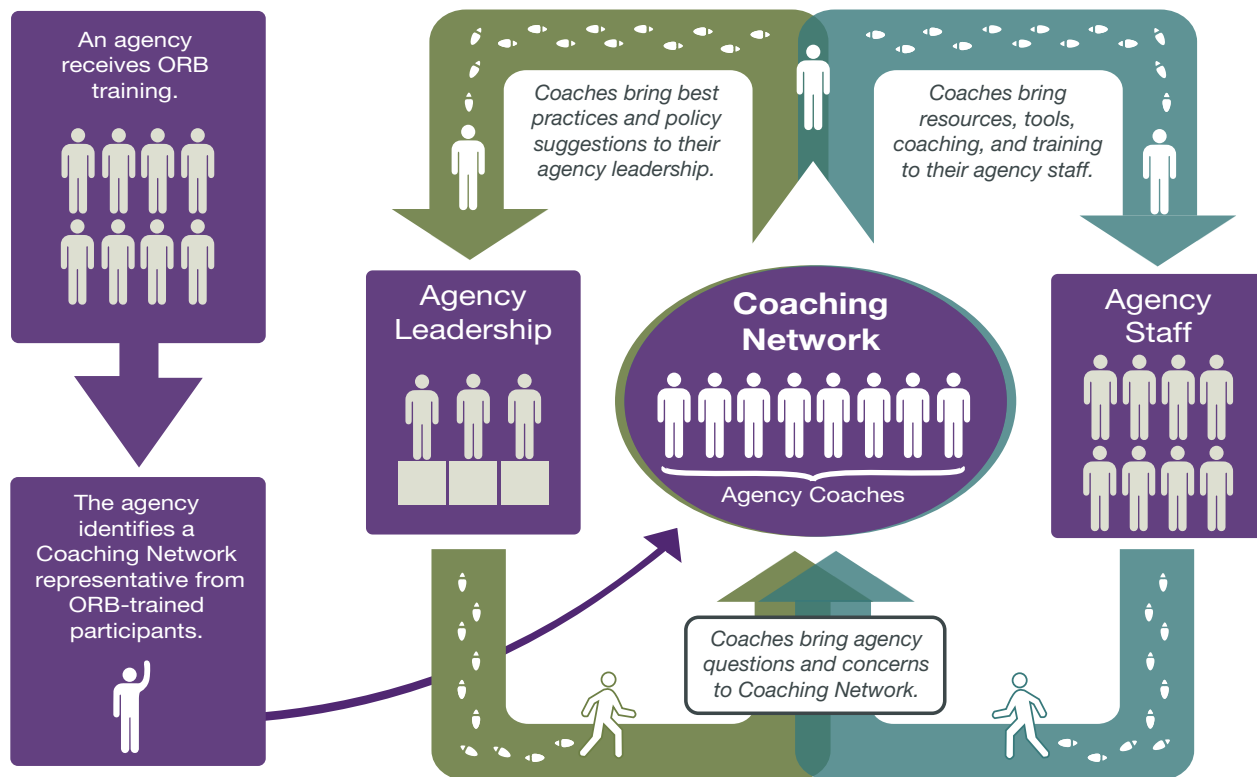 An agency
receives ORB
training.
The agency
identifies a
Coaching Network
representative from
ORB-trained
participants.
Coaches bring best
practices and policy
suggestions to their
agency leadership.
Coaches bring
resources, tools,
coaching, and training
to their agency staff.
Agency
Leadership
Coaching
Network
Agency Coaches
Agency
Staff
Coaches bring agency
questions and concerns
to Coaching Network.